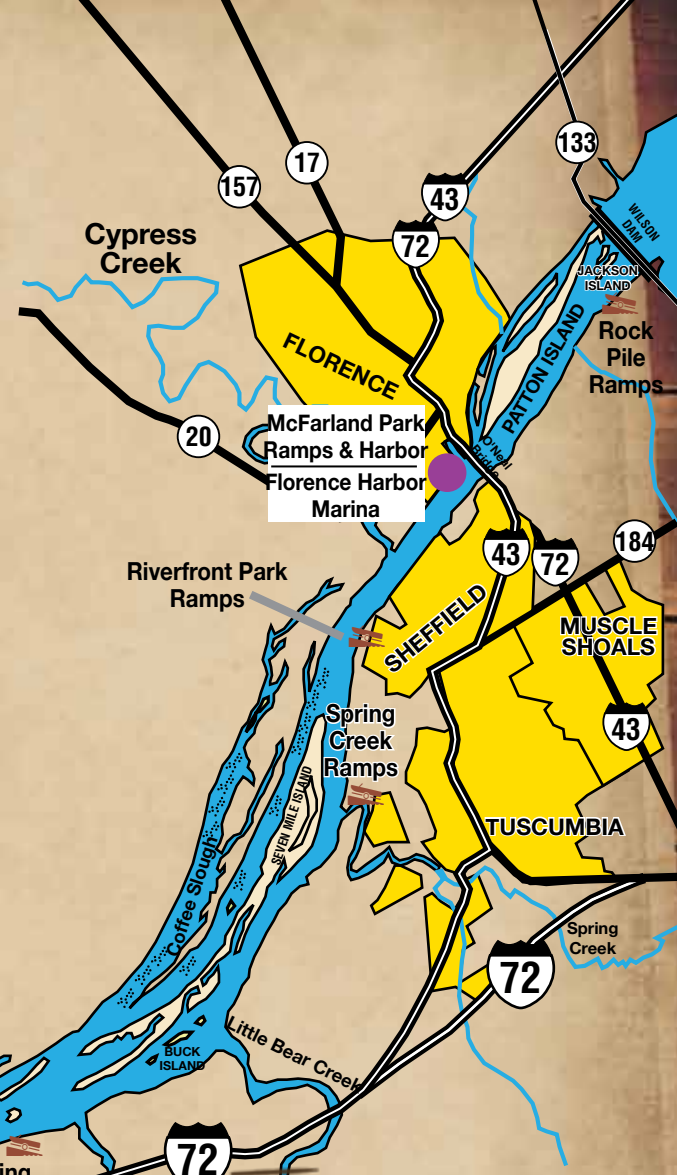 133
17
157
43
72
Cypress
Creek
WILSON
DAM
JACKSON
ISLAND
Rock
Pile
Ramps
PATTON ISLAND
FLORENCE
20
McFarland Park
Ramps & Harbor
Florence Harbor
Marina
O'Neal
Bridge
43
72
184
Riverfront Park
Ramps
SHEFFIELD
MUSCLE
SHOALS
43
Spring
Creek
Ramps
SEVEN MILE ISLAND
TUSCUMBIA
Coffee Slough
Spring
Creek
72
Little Bear Creek
BUCK
ISLAND
72
ing